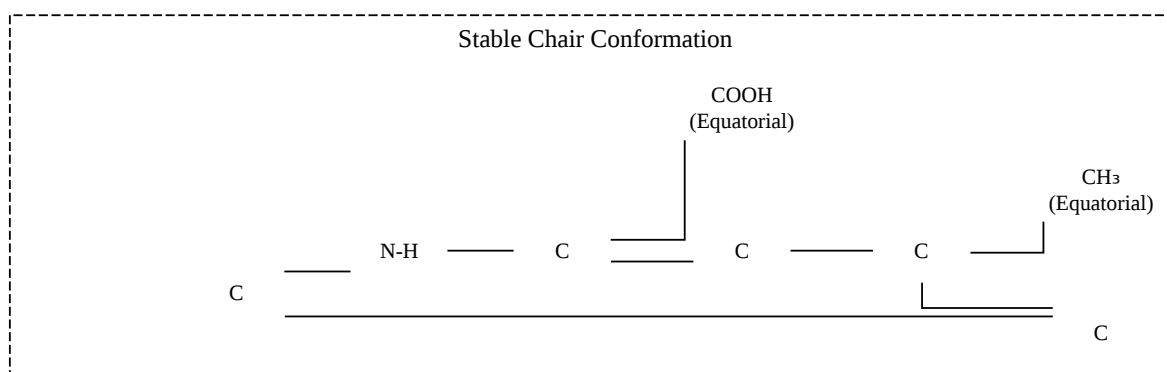 Stable Chair Conformation
COOH
(Equatorial)
CH₃
(Equatorial)
N-H
C
C
C
C
C